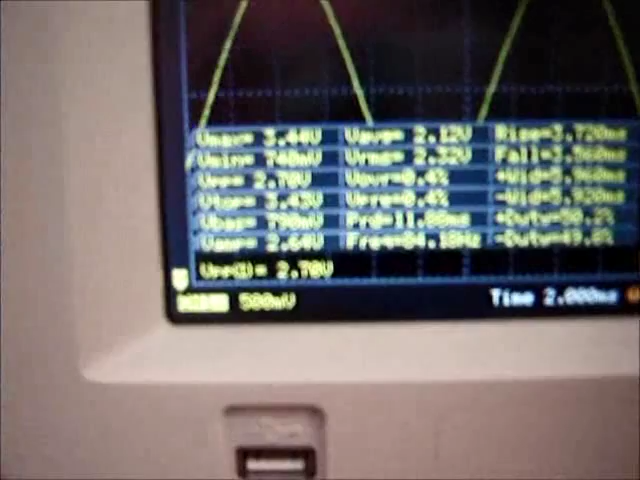 Vmax= 3.44V Vavg= 2.12V Rise=3.720ms
Vmin= 740mV Vrms= 2.32V Fall=3.560ms
Vpp= 2.70V Vovr=0.4% +Wid=5.960ms
Vtop= 3.43V Vpre=0.4% -Wid=5.920ms
Vbas= 790mV Prd=11.88ms +Duty=50.2%
Vamp= 2.64V Freq=84.18Hz -Duty=49.8%
Vpp(1)= 2.70V
500mV Time 2.000ms